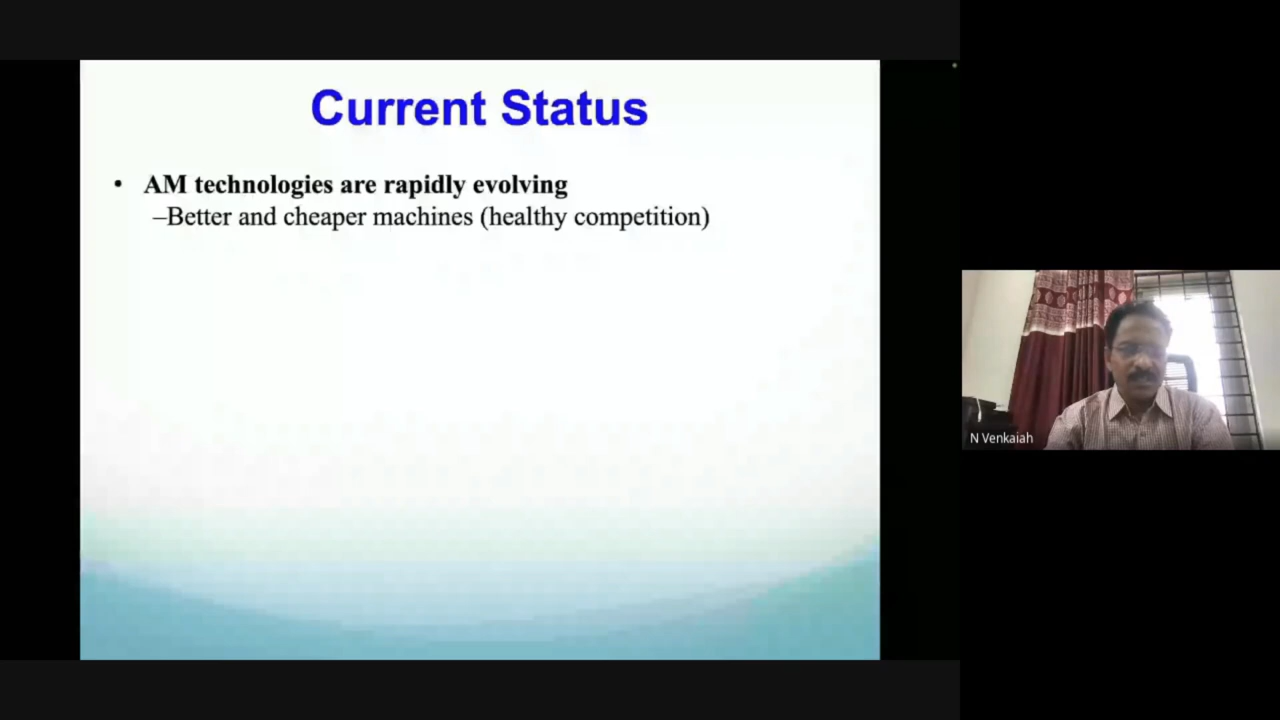 Current Status
• AM technologies are rapidly evolving
–Better and cheaper machines (healthy competition)
N Venkaiah